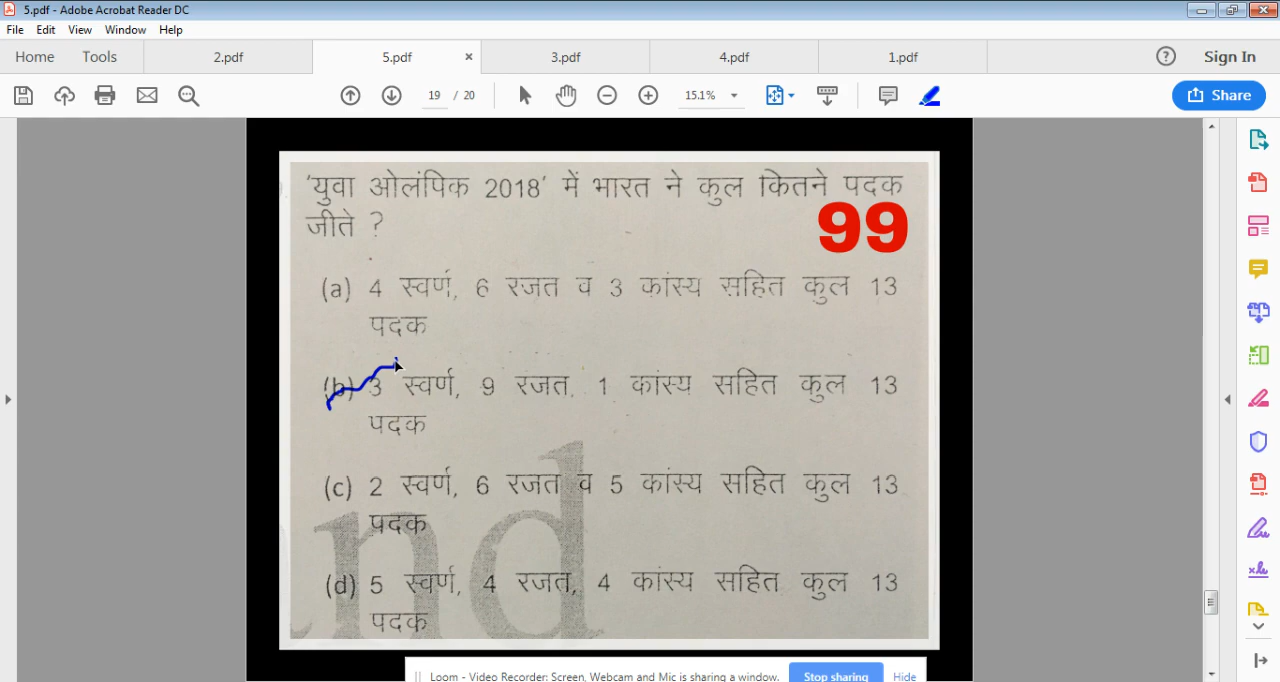 5.pdf - Adobe Acrobat Reader DC
File Edit View Window Help
Home Tools 2.pdf 5.pdf × 3.pdf 4.pdf 1.pdf ? Sign In
19 / 20 15.1% Share
'युवा ओलंपिक 2018' में भारत ने कुल कितने पदक
जीते ?
99
(a) 4 स्वर्ण, 6 रजत व 3 कांस्य सहित कुल 13
पदक
(b) 3 स्वर्ण, 9 रजत, 1 कांस्य सहित कुल 13
पदक
(c) 2 स्वर्ण, 6 रजत व 5 कांस्य सहित कुल 13
पदक
(d) 5 स्वर्ण, 4 रजत, 4 कांस्य सहित कुल 13
पदक
nd
|| Loom - Video Recorder: Screen, Webcam and Mic is sharing a window. Stop sharing Hide